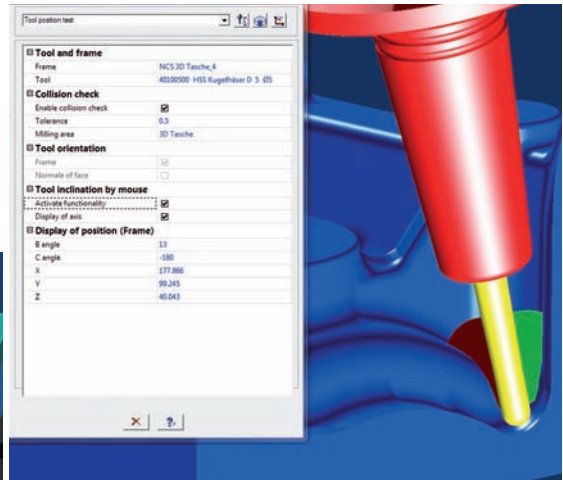 Tool position test
Tool and frame
Frame NCS 3D Tasche_4
Tool 40100500 HSS Kugelfräser D 5 Ø5
Collision check
Enable collision check
Tolerance 0.5
Milling area 3D Tasche
Tool orientation
Frame
Normale of face
Tool inclination by mouse
Activate functionality
Display of axis
Display of position (Frame)
B angle 13
C angle -180
X 177.866
Y 99.245
Z 40.043